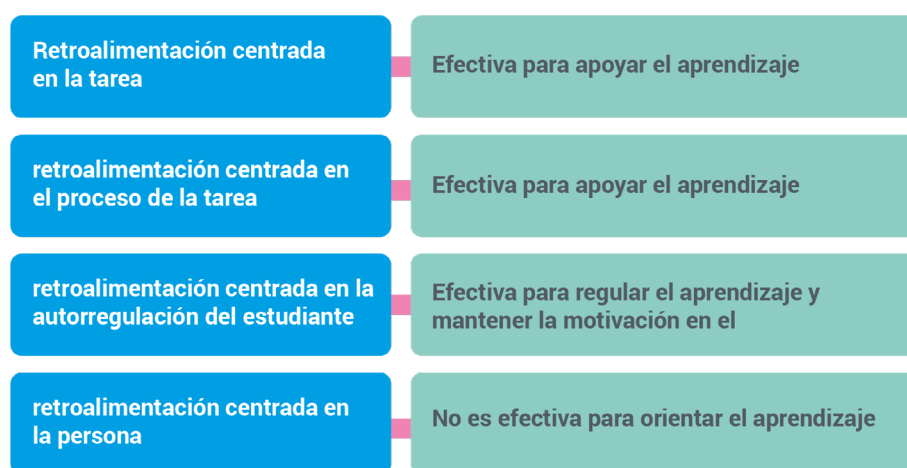 Retroalimentación centrada
en la tarea
Efectiva para apoyar el aprendizaje
retroalimentación centrada en
el proceso de la tarea
Efectiva para apoyar el aprendizaje
retroalimentación centrada en la
autorregulación del estudiante
Efectiva para regular el aprendizaje y
mantener la motivación en el
retroalimentación centrada en
la persona
No es efectiva para orientar el aprendizaje